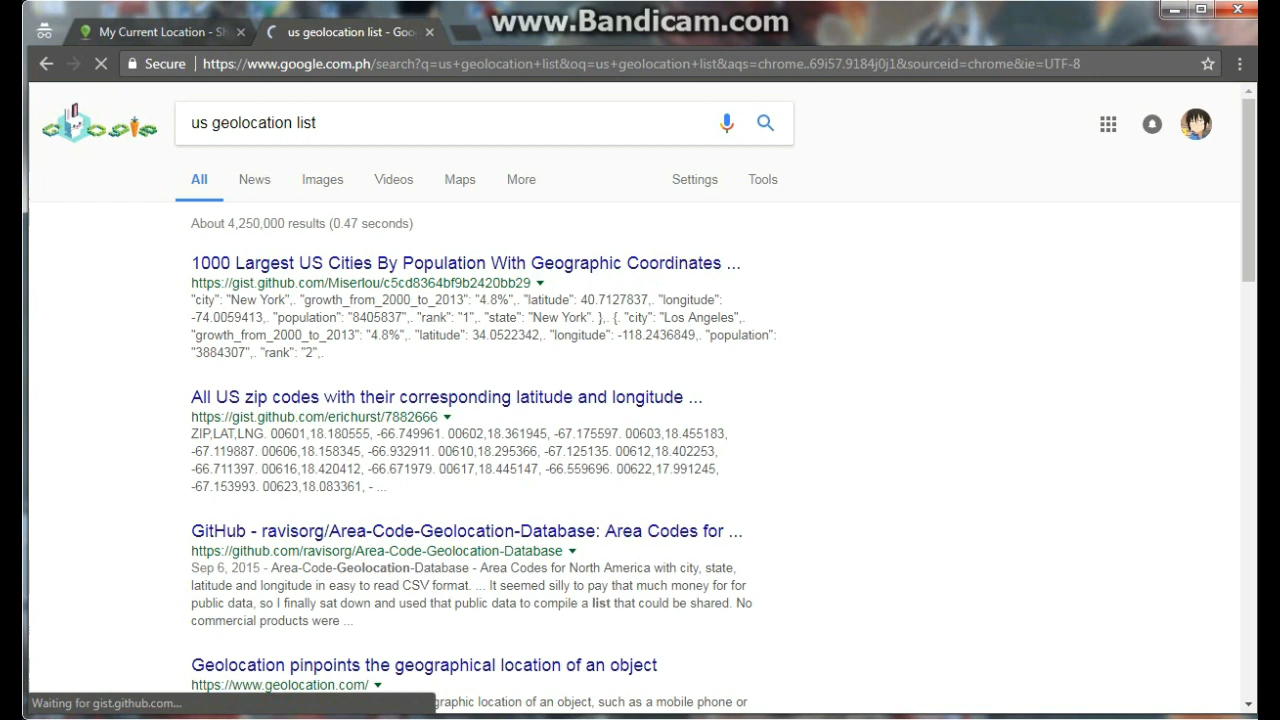 www.Bandicam.com
My Current Location - Sh
us geolocation list - Goo
Secure
https://www.google.com.ph/search?q=us+geolocation+list&oq=us+geolocation+list&aqs=chrome..69i57.9184j0j1&sourceid=chrome&ie=UTF-8
us geolocation list
All News Images Videos Maps More Settings Tools
About 4,250,000 results (0.47 seconds)
1000 Largest US Cities By Population With Geographic Coordinates ...
https://gist.github.com/Miserlou/c5cd8364bf9b2420bb29
"city": "New York",. "growth_from_2000_to_2013": "4.8%",. "latitude": 40.7127837,. "longitude":
-74.0059413,. "population": "8405837",. "rank": "1",. "state": "New York". },. {. "city": "Los Angeles",.
"growth_from_2000_to_2013": "4.8%",. "latitude": 34.0522342,. "longitude": -118.2436849,. "population":
"3884307",. "rank": "2",.
All US zip codes with their corresponding latitude and longitude ...
https://gist.github.com/erichurst/7882666
ZIP,LAT,LNG. 00601,18.180555, -66.749961. 00602,18.361945, -67.175597. 00603,18.455183,
-67.119887. 00606,18.158345, -66.932911. 00610,18.295366, -67.125135. 00612,18.402253,
-66.711397. 00616,18.420412, -66.671979. 00617,18.445147, -66.559696. 00622,17.991245,
-67.153993. 00623,18.083361, - ...
GitHub - ravisorg/Area-Code-Geolocation-Database: Area Codes for ...
https://github.com/ravisorg/Area-Code-Geolocation-Database
Sep 6, 2015 - Area-Code-Geolocation-Database - Area Codes for North America with city, state,
latitude and longitude in easy to read CSV format. ... It seemed silly to pay that much money for for
public data, so I finally sat down and used that public data to compile a list that could be shared. No
commercial products were ...
Geolocation pinpoints the geographical location of an object
https://www.geolocation.com/
Waiting for gist.github.com...
graphic location of an object, such as a mobile phone or